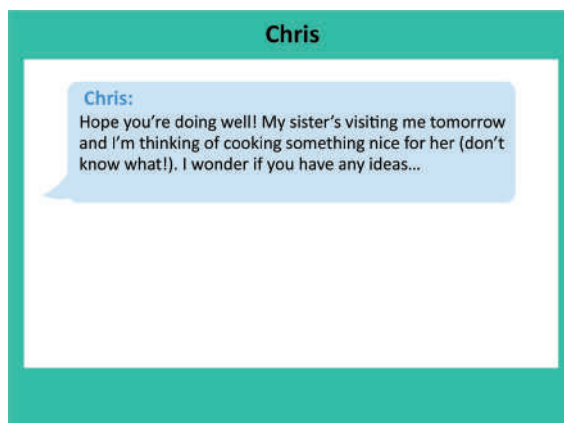 Chris
Chris:
Hope you're doing well! My sister's visiting me tomorrow
and I'm thinking of cooking something nice for her (don't
know what!). I wonder if you have any ideas...